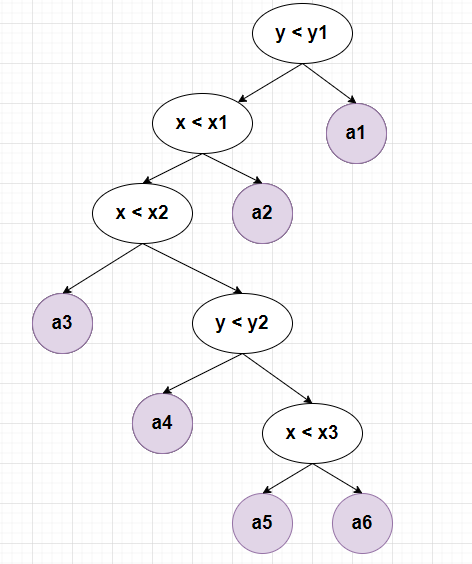 y < y1
x < x1
a1
x < x2
a2
a3
y < y2
a4
x < x3
a5
a6